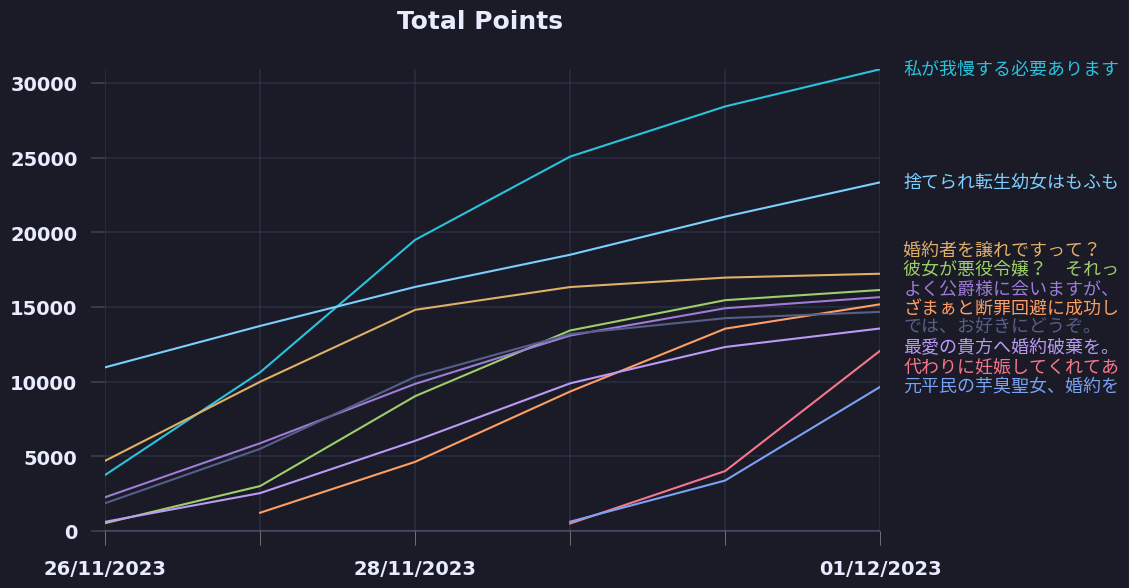 Total Points
30000
25000
20000
15000
10000
5000
0
26/11/2023
28/11/2023
01/12/2023
私が我慢する必要あります
捨てられ転生幼女はもふも
婚約者を譲れですって？
彼女が悪役令嬢？　それっ
よく公爵様に会いますが、
ざまぁと断罪回避に成功し
では、お好きにどうぞ。
最愛の貴方へ婚約破棄を。
代わりに妊娠してくれてあ
元平民の芋臭聖女、婚約を